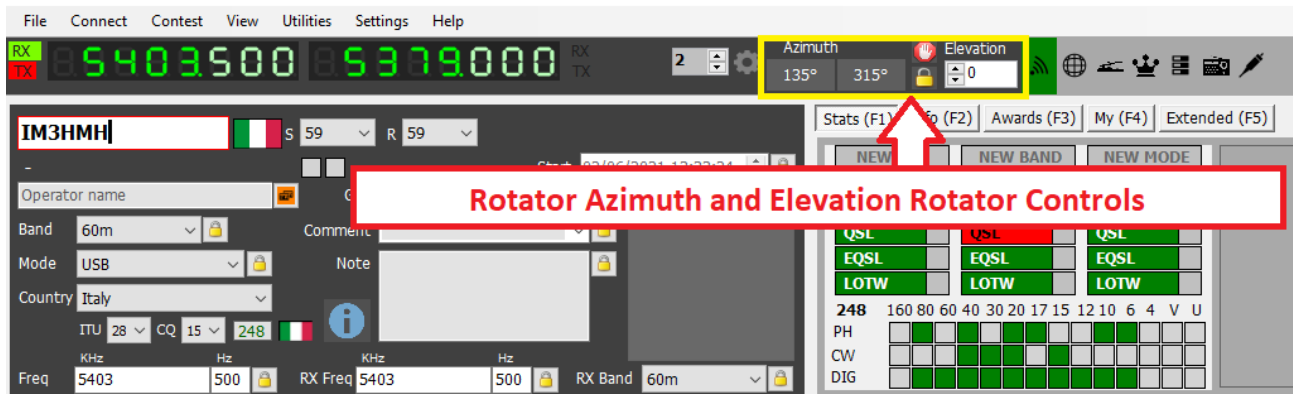 File Connect Contest View Utilities Settings Help
RX 5403.500 5379.000 RX 2 Azimuth Elevation
TX TX 135° 315° 0
IM3HMH S 59 R 59 Stats (F1) (F2) Awards (F3) My (F4) Extended (F5)
- NEW NEW BAND NEW MODE
Operator name
Rotator Azimuth and Elevation Rotator Controls
Band 60m Comment QSL QSL QSL
Mode USB Note EQSL EQSL EQSL
Country Italy LOTW LOTW LOTW
ITU 28 CQ 15 248 248 160 80 60 40 30 20 17 15 12 10 6 4 V U
PH
CW
KHz Hz KHz Hz
Freq 5403 500 RX Freq 5403 500 RX Band 60m DIG